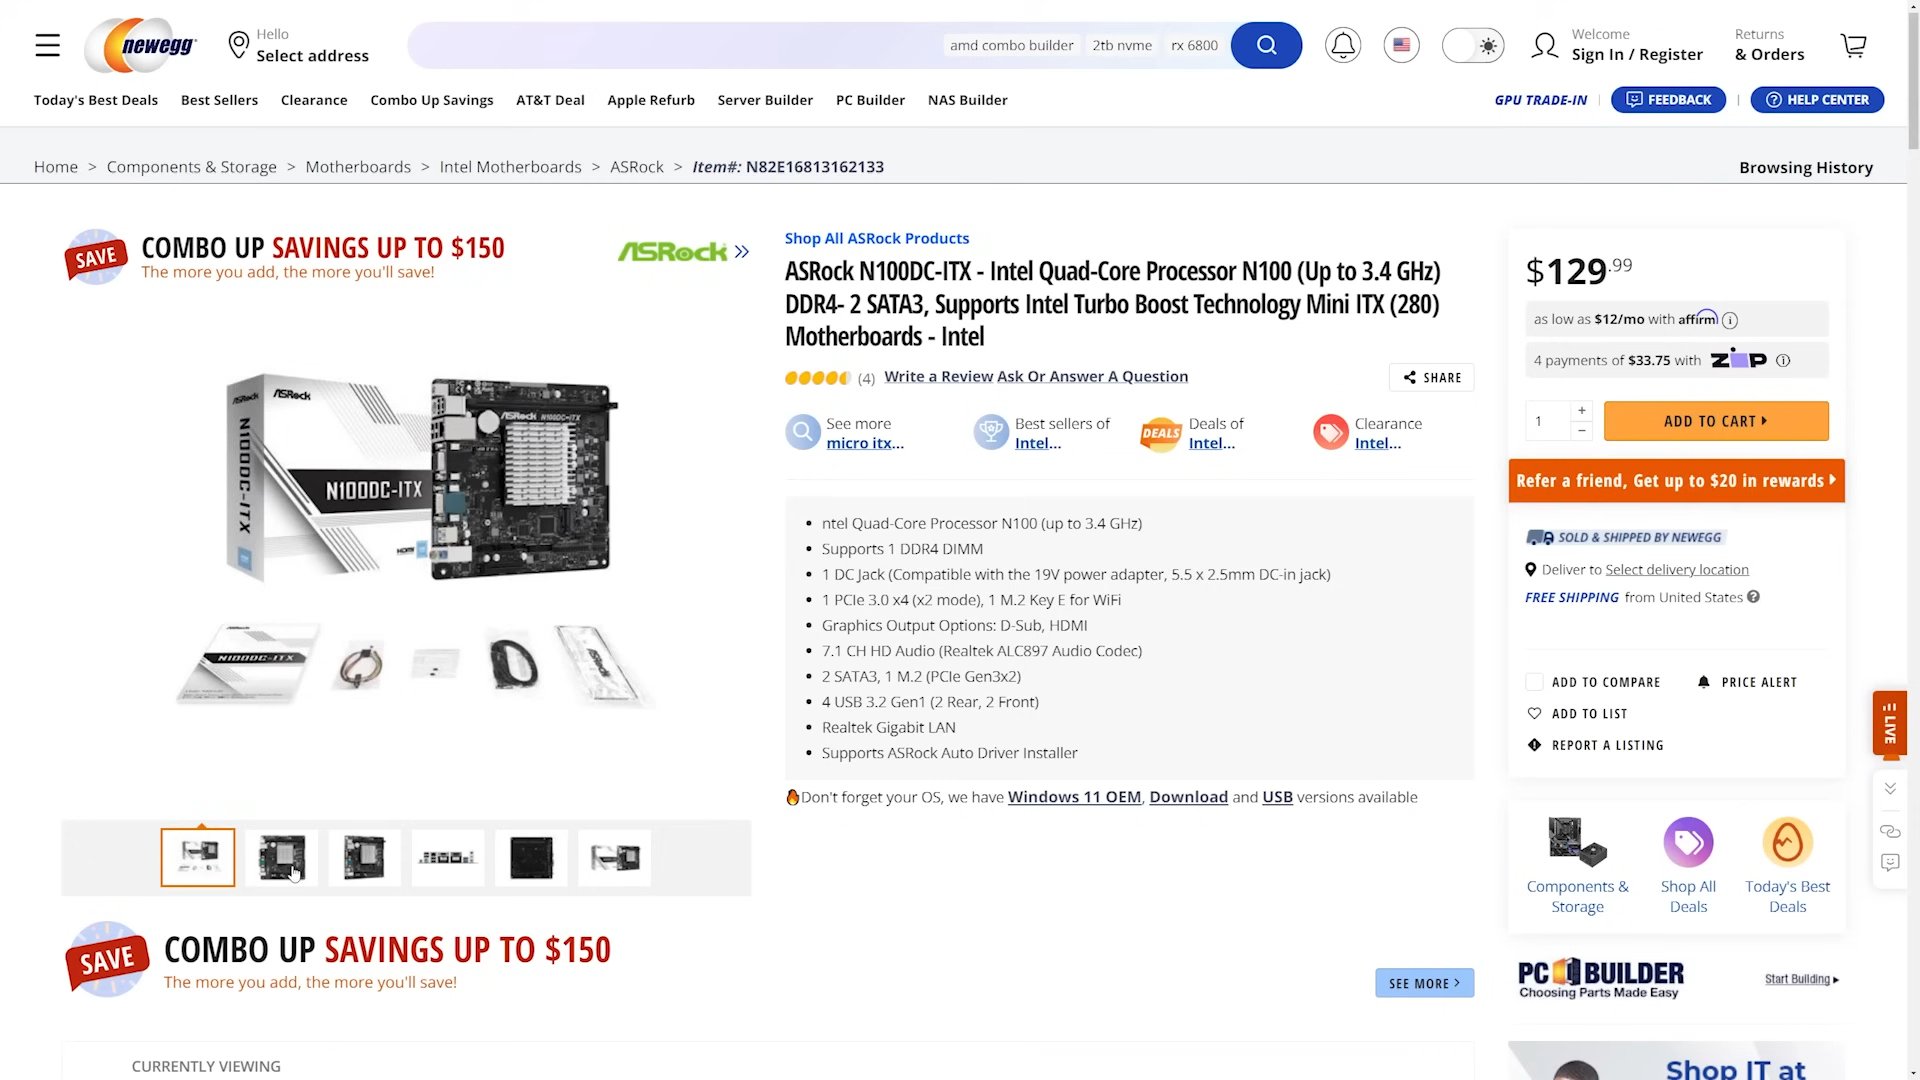 newegg
Hello
Select address
amd combo builder
2tb nvme
rx 6800
Welcome
Sign In / Register
Returns
& Orders
Today's Best Deals
Best Sellers
Clearance
Combo Up Savings
AT&T Deal
Apple Refurb
Server Builder
PC Builder
NAS Builder
GPU TRADE-IN
FEEDBACK
HELP CENTER
Home > Components & Storage > Motherboards > Intel Motherboards > ASRock > Item#: N82E16813162133
Browsing History
SAVE
COMBO UP SAVINGS UP TO $150
The more you add, the more you'll save!
ASRock
ASRock
ASRock
N100DC-ITX
N100DC-ITX
ASRock N100DC-ITX
HDMI
ASRock
N100DC-ITX
ASRock
Shop All ASRock Products
ASRock N100DC-ITX - Intel Quad-Core Processor N100 (Up to 3.4 GHz)
DDR4- 2 SATA3, Supports Intel Turbo Boost Technology Mini ITX (280)
Motherboards - Intel
(4)
Write a Review
Ask Or Answer A Question
SHARE
See more
micro itx...
Best sellers of
Intel...
DEALS
Deals of
Intel...
Clearance
Intel...
• ntel Quad-Core Processor N100 (up to 3.4 GHz)
• Supports 1 DDR4 DIMM
• 1 DC Jack (Compatible with the 19V power adapter, 5.5 x 2.5mm DC-in jack)
• 1 PCIe 3.0 x4 (x2 mode), 1 M.2 Key E for WiFi
• Graphics Output Options: D-Sub, HDMI
• 7.1 CH HD Audio (Realtek ALC897 Audio Codec)
• 2 SATA3, 1 M.2 (PCIe Gen3x2)
• 4 USB 3.2 Gen1 (2 Rear, 2 Front)
• Realtek Gigabit LAN
• Supports ASRock Auto Driver Installer
Don't forget your OS, we have Windows 11 OEM, Download and USB versions available
$129.99
as low as $12/mo with affirm
4 payments of $33.75 with ZIP
1
+
−
ADD TO CART
Refer a friend, Get up to $20 in rewards
SOLD & SHIPPED BY NEWEGG
Deliver to Select delivery location
FREE SHIPPING from United States
ADD TO COMPARE
PRICE ALERT
ADD TO LIST
REPORT A LISTING
LIVE
Components &
Storage
Shop All
Deals
Today's Best
Deals
SAVE
COMBO UP SAVINGS UP TO $150
The more you add, the more you'll save!
SEE MORE
PC BUILDER
Choosing Parts Made Easy
Start Building
CURRENTLY VIEWING
Shop IT at